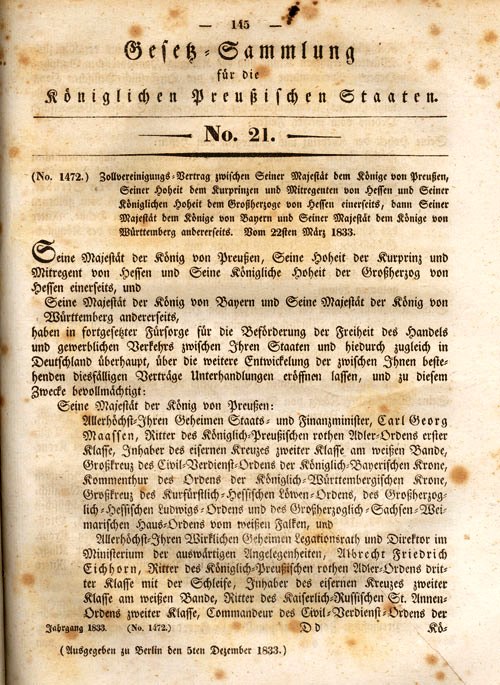 — 145 —
Gesetz-Sammlung
für die
Königlichen Preußischen Staaten.
No. 21.
(No. 1472.) Zollvereinigungs-Vertrag zwischen Seiner Majestät dem Könige von Preußen,
Seiner Hoheit dem Kurprinzen und Mitregenten von Hessen und Seiner
Königlichen Hoheit dem Großherzoge von Hessen einerseits, dann Seiner
Majestät dem Könige von Bayern und Seiner Majestät dem Könige von
Württemberg andererseits. Vom 22sten März 1833.
Seine Majestät der König von Preußen, Seine Hoheit der Kurprinz und
Mitregent von Hessen und Seine Königliche Hoheit der Großherzog von
Hessen einerseits, und
Seine Majestät der König von Bayern und Seine Majestät der König von
Württemberg andererseits,
haben in fortgesetzter Fürsorge für die Beförderung der Freiheit des Handels
und gewerblichen Verkehrs zwischen Ihren Staaten und hiedurch zugleich in
Deutschland überhaupt, über die weitere Entwickelung der zwischen Ihnen beste-
henden diesfälligen Verträge Unterhandlungen eröffnen lassen, und zu diesem
Zwecke bevollmächtigt:
Seine Majestät der König von Preußen:
Allerhöchst-Ihren Geheimen Staats- und Finanzminister, Carl Georg
Maassen, Ritter des Königlich-Preußischen rothen Adler-Ordens erster
Klasse, Inhaber des eisernen Kreuzes zweiter Klasse am weißen Bande,
Großkreuz des Civil-Verdienst-Ordens der Königlich-Bayerischen Krone,
Kommenthur des Ordens der Königlich-Württembergischen Krone,
Großkreuz des Kurfürstlich-Hessischen Löwen-Ordens, des Großherzog-
lich-Hessischen Ludwigs-Ordens und des Großherzoglich-Sachsen-Wei-
marischen Haus-Ordens vom weißen Falken, und
Allerhöchst-Ihren Wirklichen Geheimen Legationsrath und Direktor im
Ministerium der auswärtigen Angelegenheiten, Albrecht Friedrich
Eichhorn, Ritter des Königlich-Preußischen rothen Adler-Ordens drit-
ter Klasse mit der Schleife, Inhaber des eisernen Kreuzes zweiter
Klasse am weißen Bande, Ritter des Kaiserlich-Russischen St. Annen-
Ordens zweiter Klasse, Commandeur des Civil-Verdienst-Ordens der
Jahrgang 1833. (No. 1472.) D d Kö-
(Ausgegeben zu Berlin den 5ten Dezember 1833.)